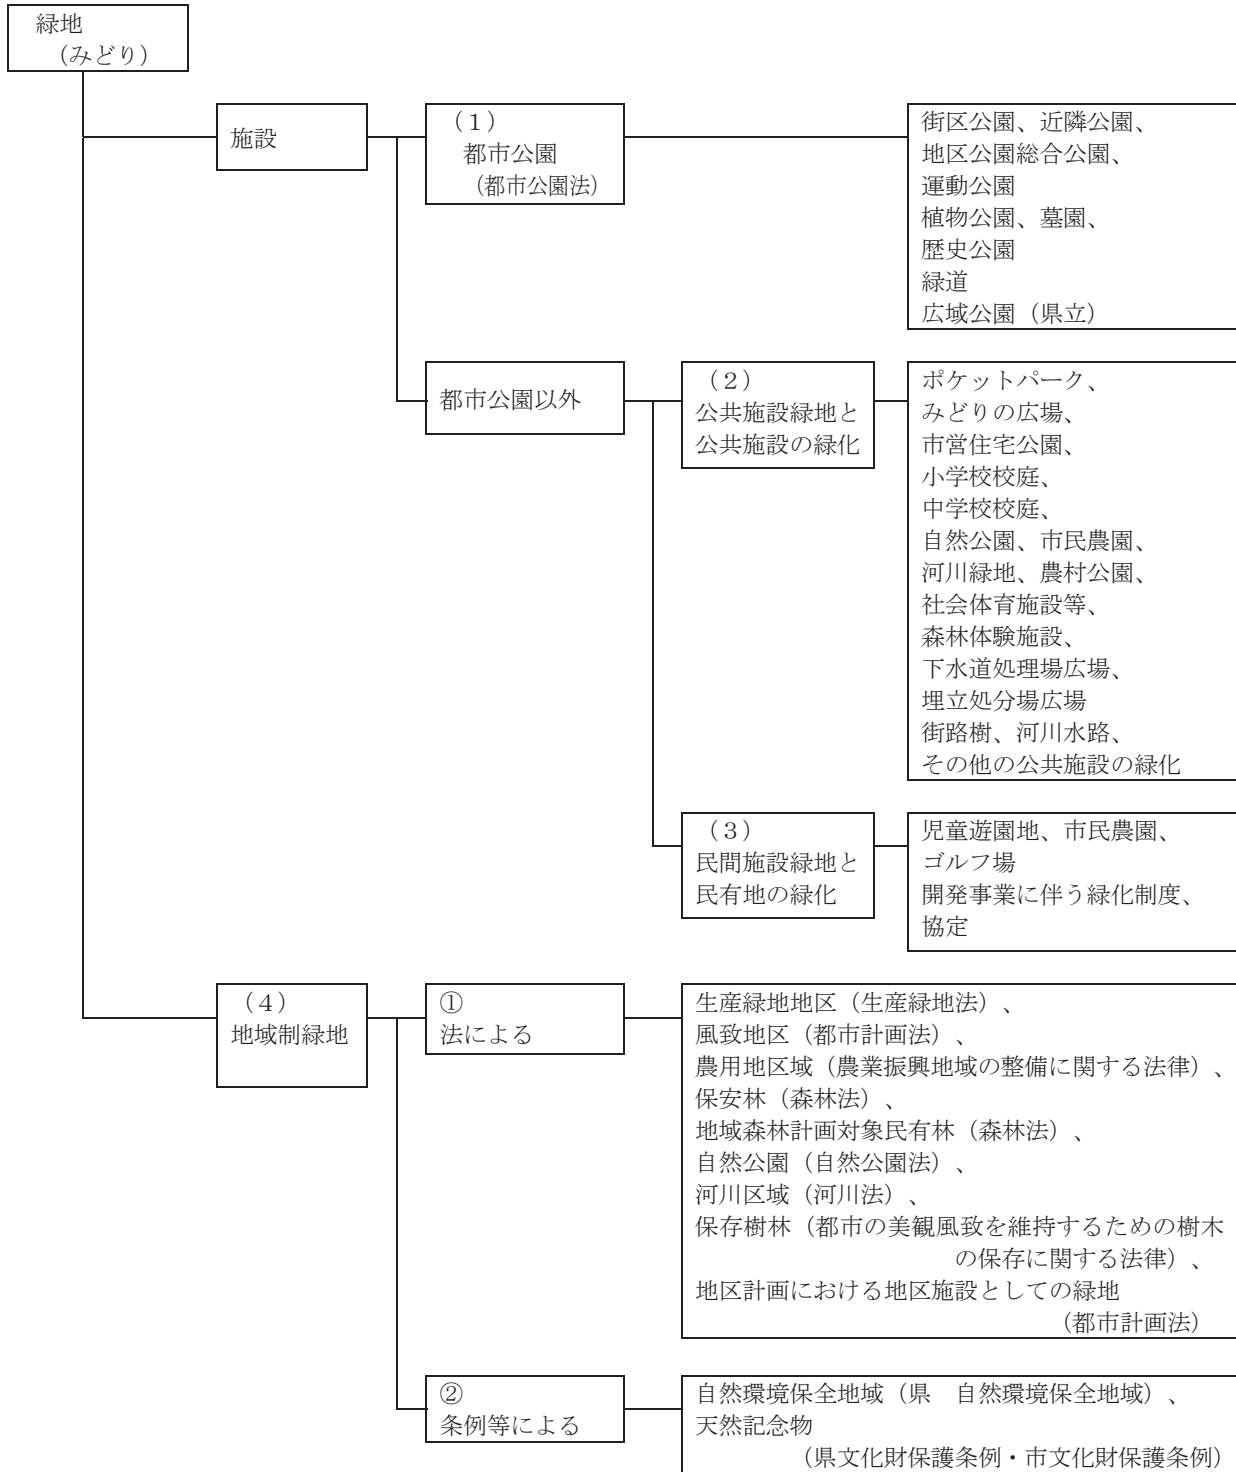 緑地
（みどり）
施設
（１）
都市公園
（都市公園法）
街区公園、近隣公園、
地区公園総合公園、
運動公園
植物公園、墓園、
歴史公園
緑道
広域公園（県立）
都市公園以外
（２）
公共施設緑地と
公共施設の緑化
ポケットパーク、
みどりの広場、
市営住宅公園、
小学校校庭、
中学校校庭、
自然公園、市民農園、
河川緑地、農村公園、
社会体育施設等、
森林体験施設、
下水道処理場広場、
埋立処分場広場
街路樹、河川水路、
その他の公共施設の緑化
（３）
民間施設緑地と
民有地の緑化
児童遊園地、市民農園、
ゴルフ場
開発事業に伴う緑化制度、
協定
（４）
地域制緑地
①
法による
生産緑地地区（生産緑地法）、
風致地区（都市計画法）、
農用地区域（農業振興地域の整備に関する法律）、
保安林（森林法）、
地域森林計画対象民有林（森林法）、
自然公園（自然公園法）、
河川区域（河川法）、
保存樹林（都市の美観風致を維持するための樹木
の保存に関する法律）、
地区計画における地区施設としての緑地
（都市計画法）
②
条例等による
自然環境保全地域（県　自然環境保全地域）、
天然記念物
（県文化財保護条例・市文化財保護条例）